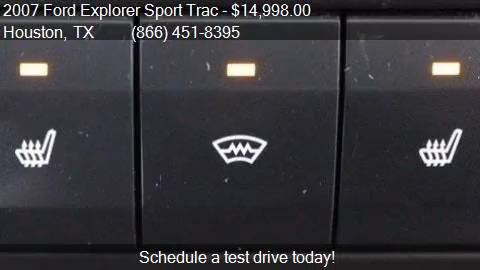 2007 Ford Explorer Sport Trac - $14,998.00
Houston, TX (866) 451-8395
Schedule a test drive today!